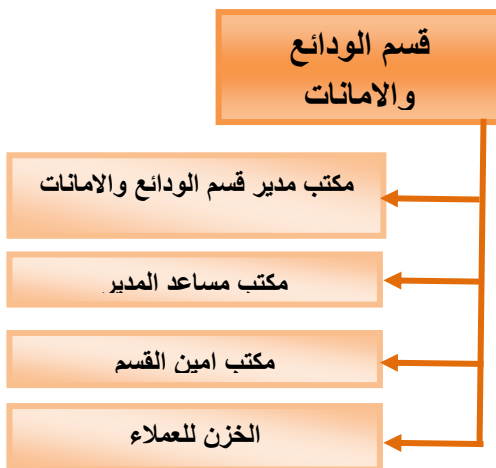 قسم الودائع
والامانات
مكتب مدير قسم الودائع والامانات
مكتب مساعد المدير
مكتب امين القسم
الخزن للعملاء